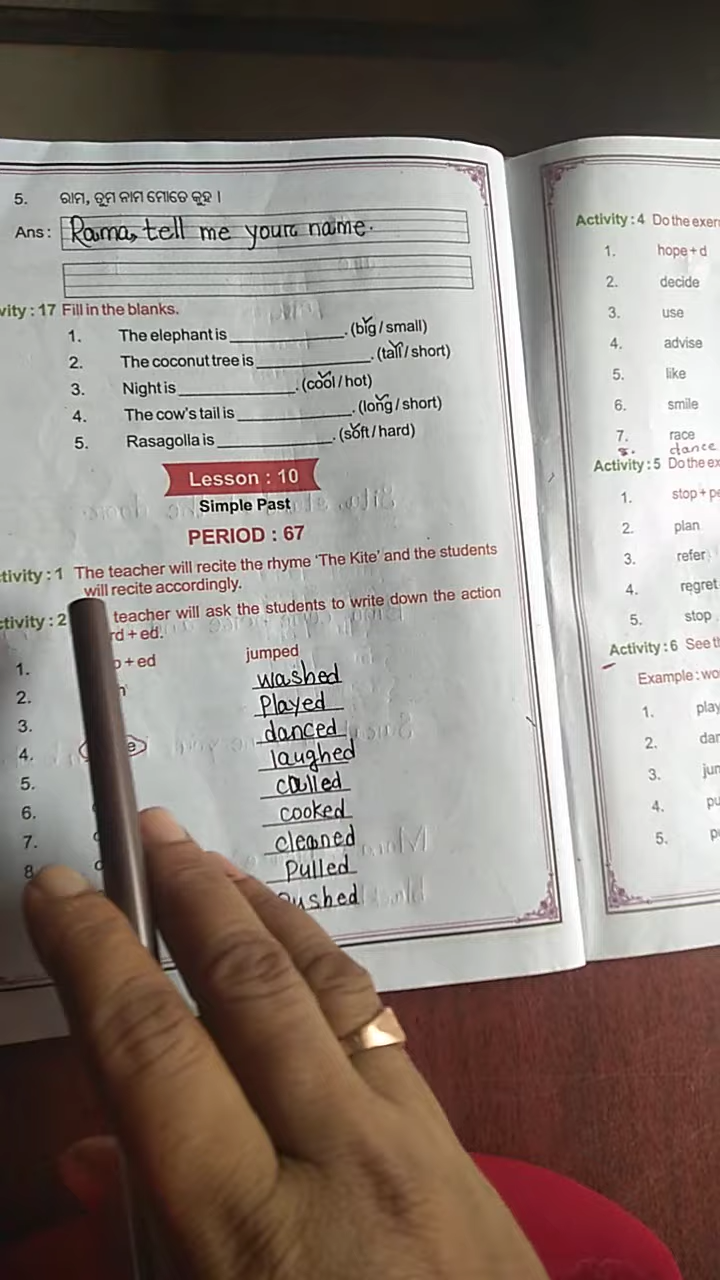 5. ରାମ, ତୁମ ନାମ ମୋତେ କୁହ ।
Ans : Rama, tell me your name.
vity : 17 Fill in the blanks.
1. The elephant is ____________. (big / small)
2. The coconut tree is ____________. (tall / short)
3. Night is ____________. (cool / hot)
4. The cow's tail is ____________. (long / short)
5. Rasagolla is ____________. (soft / hard)
Lesson : 10
Simple Past
PERIOD : 67
tivity : 1 The teacher will recite the rhyme 'The Kite' and the students
will recite accordingly.
ctivity : 2 teacher will ask the students to write down the action
rd + ed.
1. p + ed jumped
2. h washed
3. Played
4. e danced
5. laughed
6. called
7. cooked
8. cleaned
Pulled
pushed
Activity : 4 Do the exer
1. hope + d
2. decide
3. use
4. advise
5. like
6. smile
7. race
8. dance
Activity : 5 Do the ex
1. stop + pe
2. plan
3. refer
4. regret
5. stop
Activity : 6 See th
Example : wo
1. play
2. dan
3. jun
4. pu
5. p